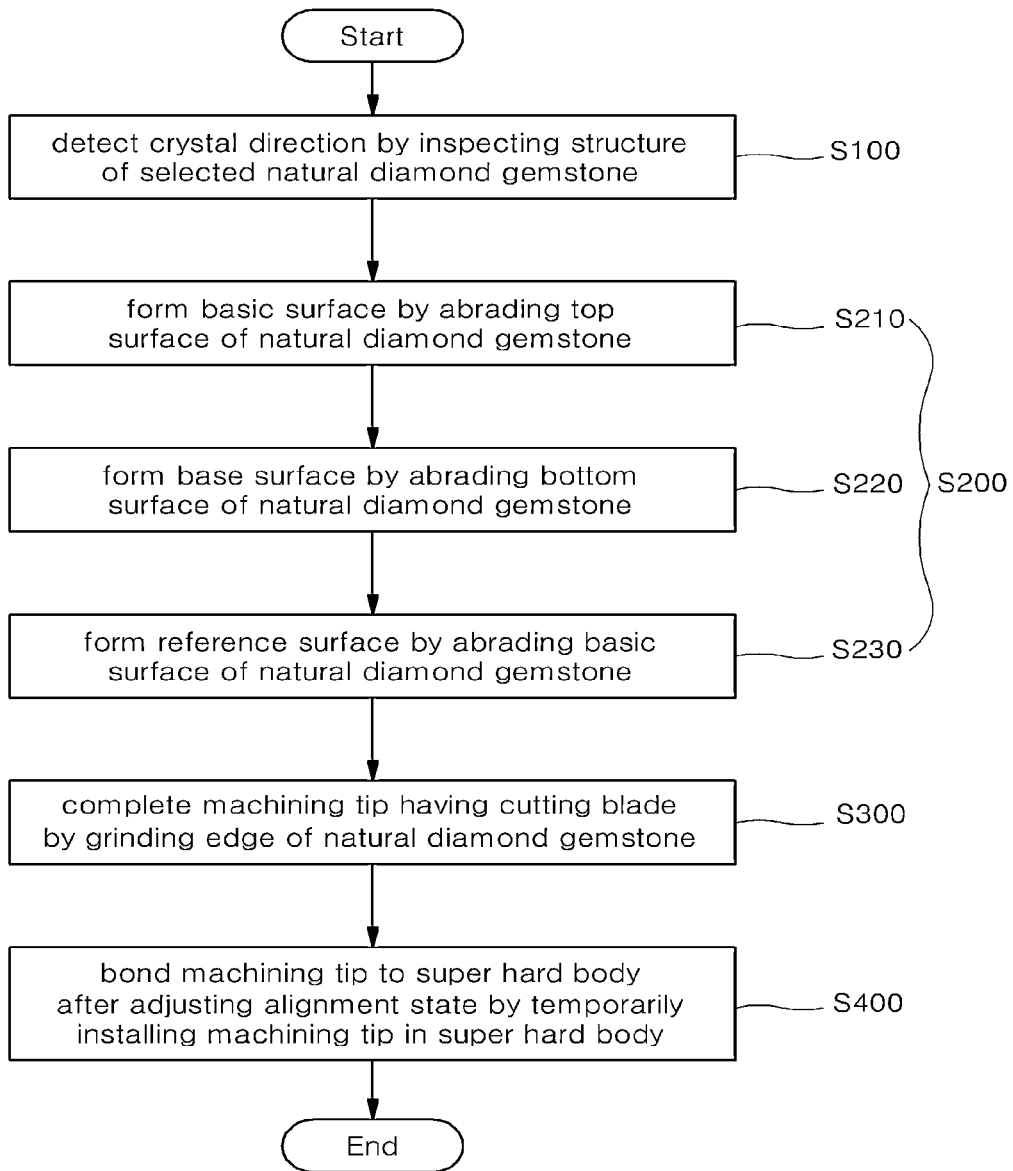 Start
detect crystal direction by inspecting structure
of selected natural diamond gemstone
S100
form basic surface by abrading top
surface of natural diamond gemstone
S210
form base surface by abrading bottom
surface of natural diamond gemstone
S220
S200
form reference surface by abrading basic
surface of natural diamond gemstone
S230
complete machining tip having cutting blade
by grinding edge of natural diamond gemstone
S300
bond machining tip to super hard body
after adjusting alignment state by temporarily
installing machining tip in super hard body
S400
End